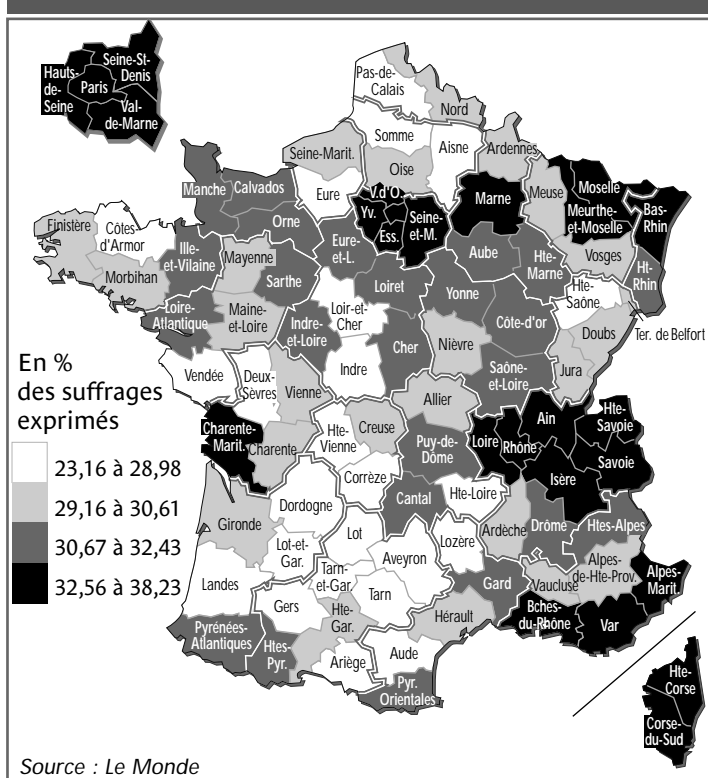 Hauts-
de-
Seine
Seine-St-
Denis
Paris
Val-
de-Marne
Pas-de-
Calais
Nord
Somme
Aisne
Ardennes
Seine-Marit.
Oise
Eure
Manche
Calvados
Orne
V.d'O.
Yv.
Ess.
Seine-
et-M.
Marne
Meuse
Moselle
Meurthe-
et-Moselle
Bas-
Rhin
Finistère
Côtes-
d'Armor
Morbihan
Ille-
et-Vilaine
Mayenne
Sarthe
Eure-
et-L.
Loiret
Aube
Hte-
Marne
Vosges
Ht-
Rhin
Yonne
Loire-
Atlantique
Maine-
et-Loire
Indre-
et-Loire
Loir-et-
Cher
Cher
Nièvre
Côte-d'or
Hte-
Saône
Doubs
Ter. de Belfort
Jura
Saône-
et-Loire
Vendée
Deux-
Sèvres
Vienne
Indre
Allier
Charente-
Marit.
Charente
Hte-
Vienne
Creuse
Puy-de-
Dôme
Loire
Rhône
Ain
Hte-
Savoie
Savoie
Isère
Corrèze
Cantal
Hte-Loire
Ardèche
Drôme
Htes-Alpes
Gironde
Dordogne
Lot-et-
Gar.
Lot
Aveyron
Lozère
Gard
Vaucluse
Alpes-
de-Hte-Prov.
Alpes-
Marit.
Landes
Gers
Tarn-
et-Gar.
Tarn
Hte-
Gar.
Hérault
Bches-
du-Rhône
Var
Pyrénées-
Atlantiques
Htes-
Pyr.
Ariège
Aude
Pyr.
Orientales
Hte-
Corse
Corse-
du-Sud
En %
des suffrages
exprimés
23,16 à 28,98
29,16 à 30,61
30,67 à 32,43
32,56 à 38,23
Source : Le Monde